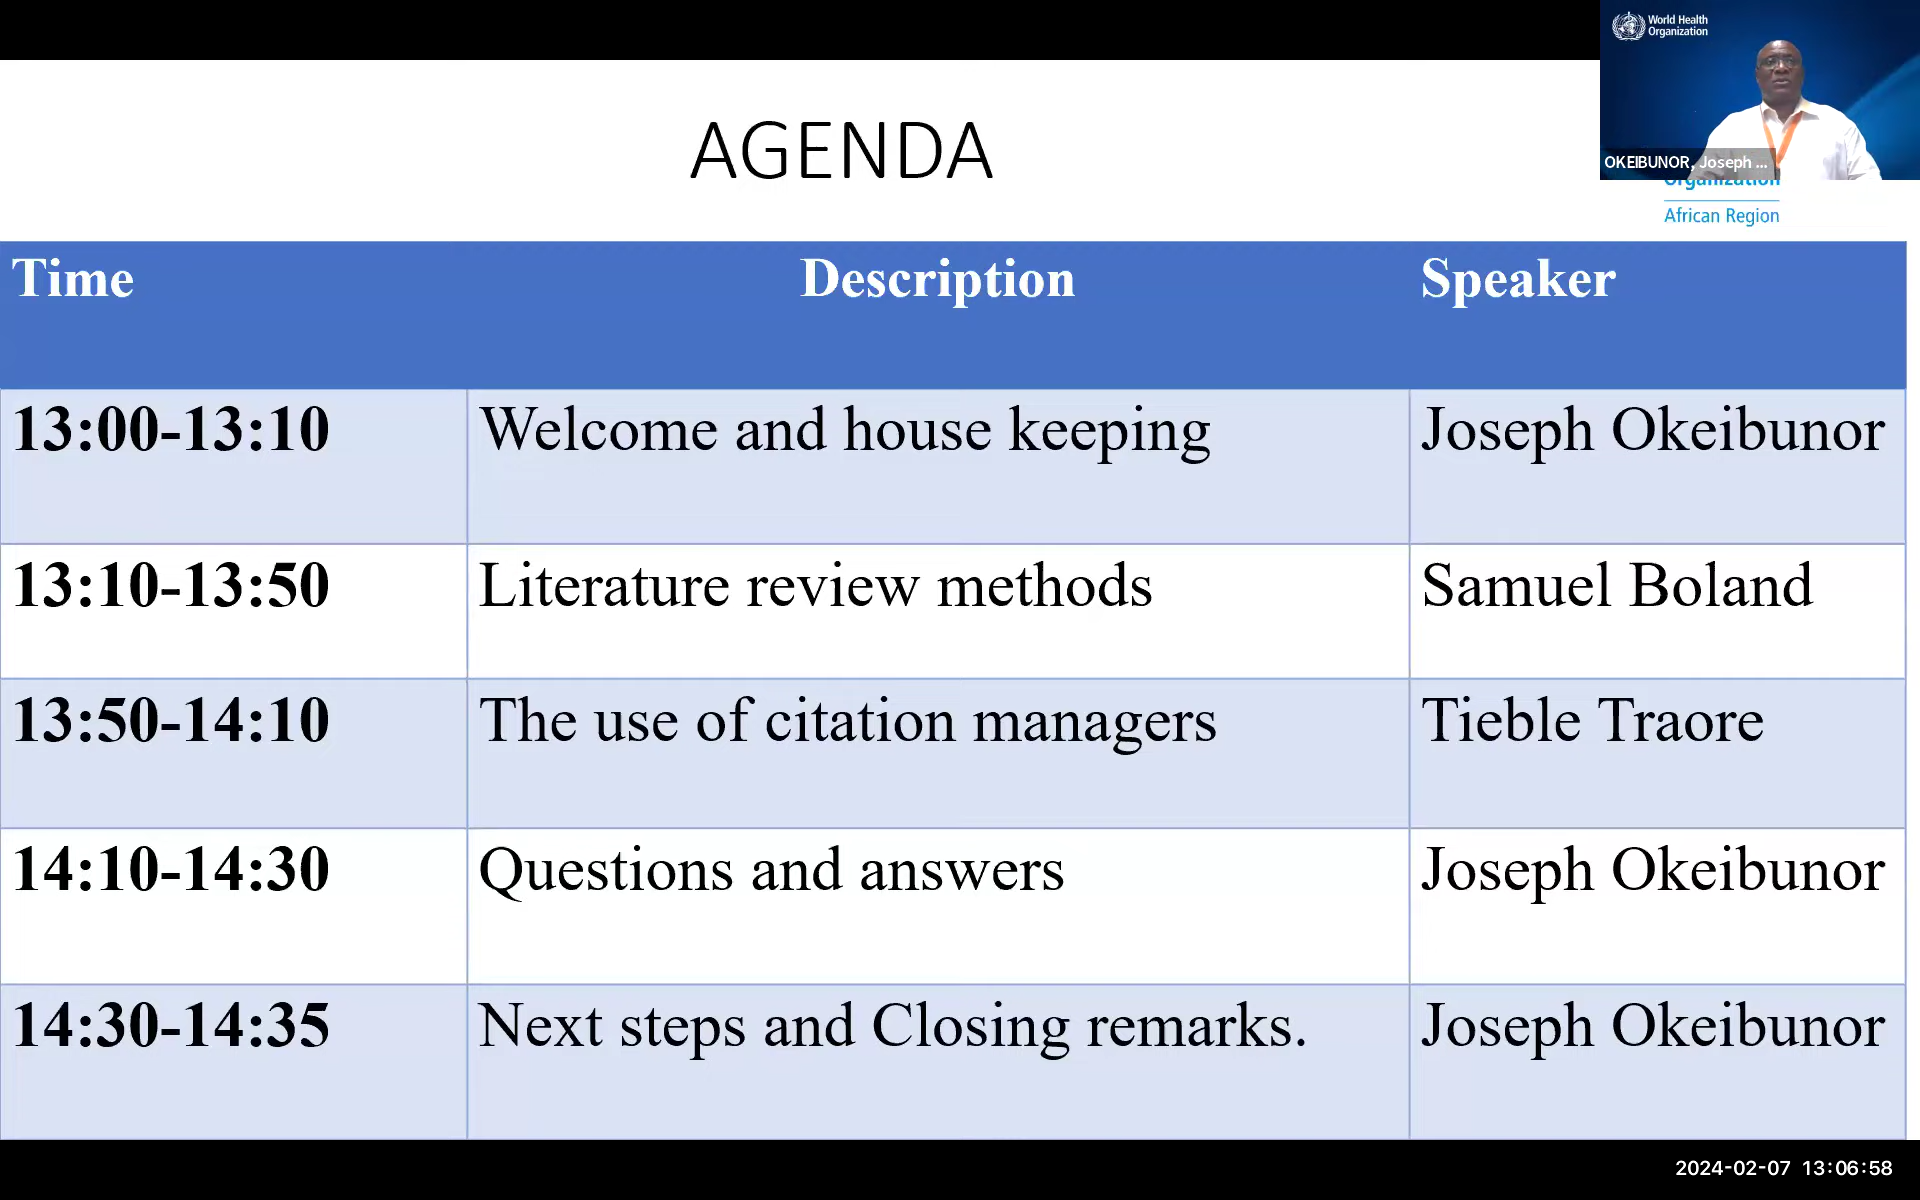 World Health
Organization
OKEIBUNOR, Joseph ...
AGENDA
Organization
African Region
Time Description Speaker
13:00-13:10 Welcome and house keeping Joseph Okeibunor
13:10-13:50 Literature review methods Samuel Boland
13:50-14:10 The use of citation managers Tieble Traore
14:10-14:30 Questions and answers Joseph Okeibunor
14:30-14:35 Next steps and Closing remarks. Joseph Okeibunor
2024-02-07 13:06:58